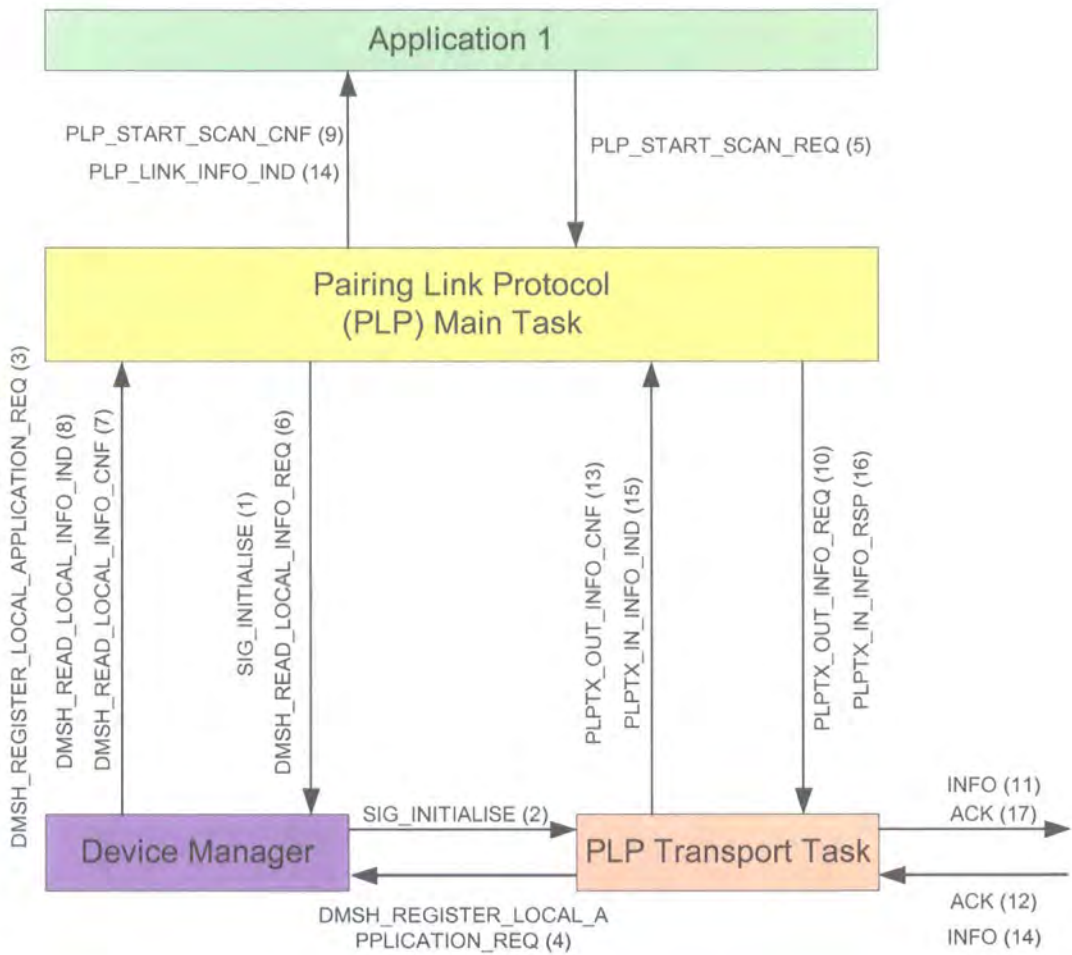 Application 1
PLP_START_SCAN_CNF (9)
PLP_LINK_INFO_IND (14)
PLP_START_SCAN_REQ (5)
Pairing Link Protocol
(PLP) Main Task
DMSH_REGISTER_LOCAL_APPLICATION_REQ (3)
DMSH_READ_LOCAL_INFO_IND (8)
DMSH_READ_LOCAL_INFO_CNF (7)
SIG_INITIALISE (1)
DMSH_READ_LOCAL_INFO_REQ (6)
PLPTX_OUT_INFO_CNF (13)
PLPTX_IN_INFO_IND (15)
PLPTX_OUT_INFO_REQ (10)
PLPTX_IN_INFO_RSP (16)
Device Manager
SIG_INITIALISE (2)
PLP Transport Task
INFO (11)
ACK (17)
DMSH_REGISTER_LOCAL_A
PPLICATION_REQ (4)
ACK (12)
INFO (14)